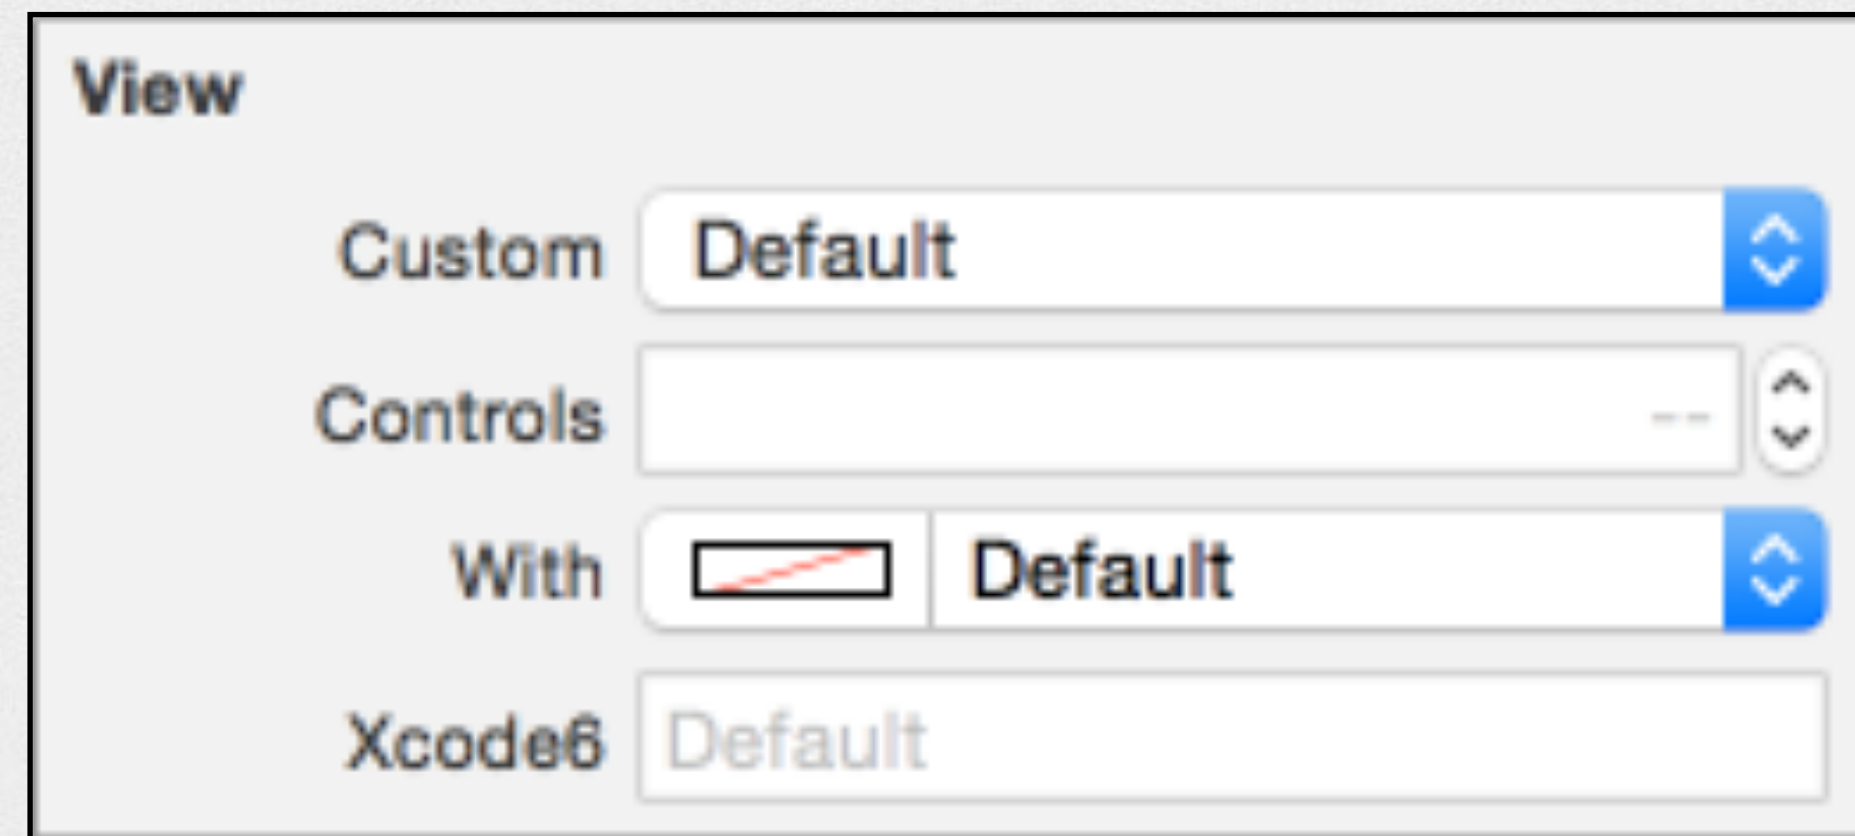 View
Custom Default
Controls --
With Default
Xcode6 Default